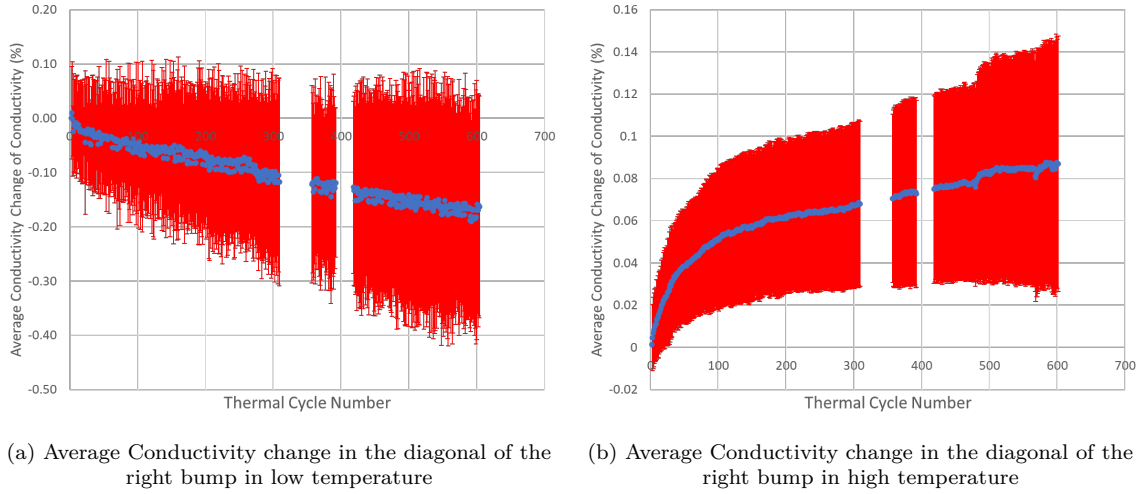 0.20
0.10
0.00
-0.10
-0.20
-0.30
-0.40
-0.50
0 100 200 300 400 500 600 700
Average Conductivity Change of Conductivity (%)
Thermal Cycle Number
0.16
0.14
0.12
0.1
0.08
0.06
0.04
0.02
0
-0.02
0 100 200 300 400 500 600 700
Average Conductivity Change of Conductivity (%)
Thermal Cycle Number
(a) Average Conductivity change in the diagonal of the
right bump in low temperature
(b) Average Conductivity change in the diagonal of the
right bump in high temperature